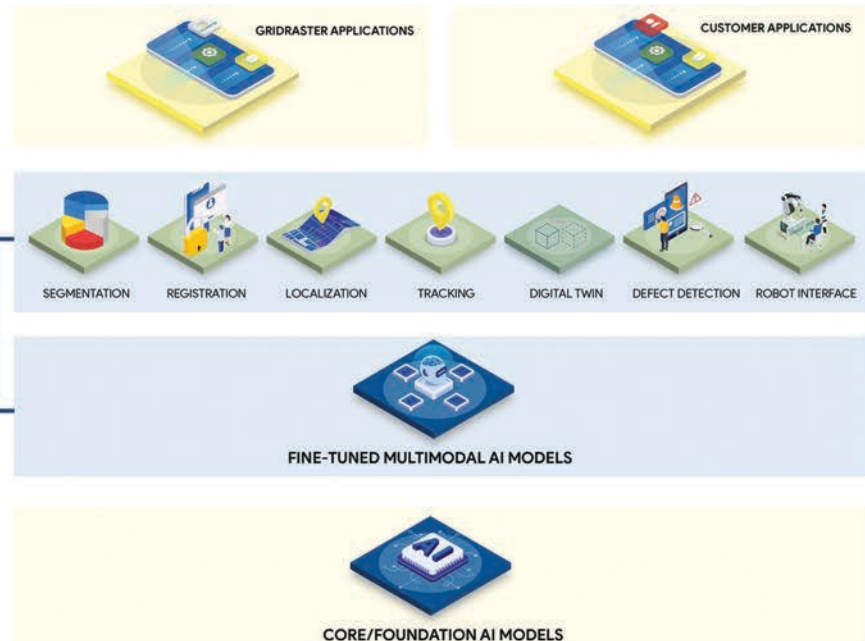 GRIDRASTER APPLICATIONS
CUSTOMER APPLICATIONS
SEGMENTATION
REGISTRATION
LOCALIZATION
TRACKING
DIGITAL TWIN
DEFECT DETECTION
ROBOT INTERFACE
FINE-TUNED MULTIMODAL AI MODELS
AI
CORE/FOUNDATION AI MODELS